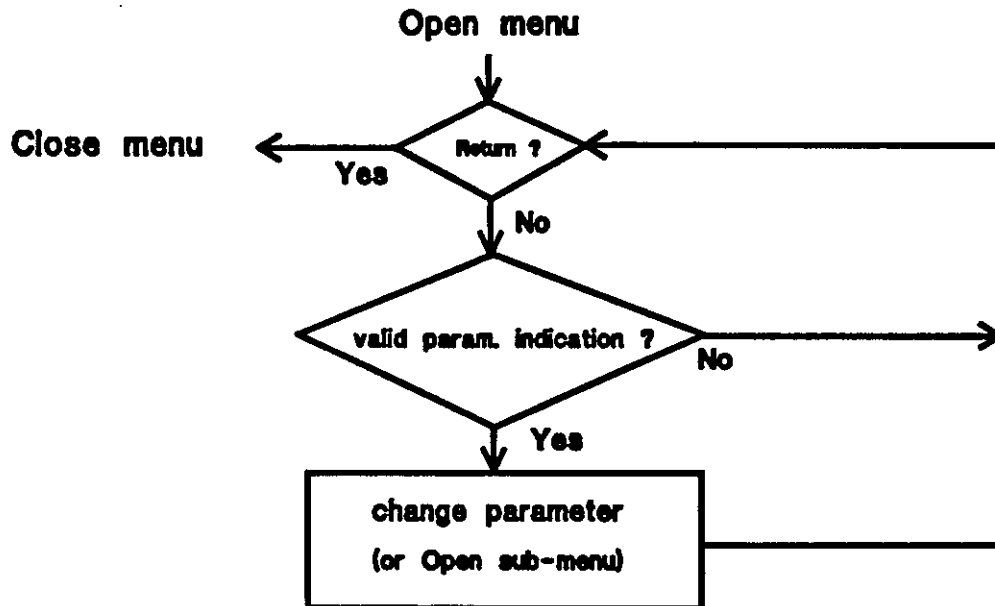 Open menu
Close menu
Return ?
Yes
No
valid param. indication ?
No
Yes
change parameter
(or Open sub-menu)